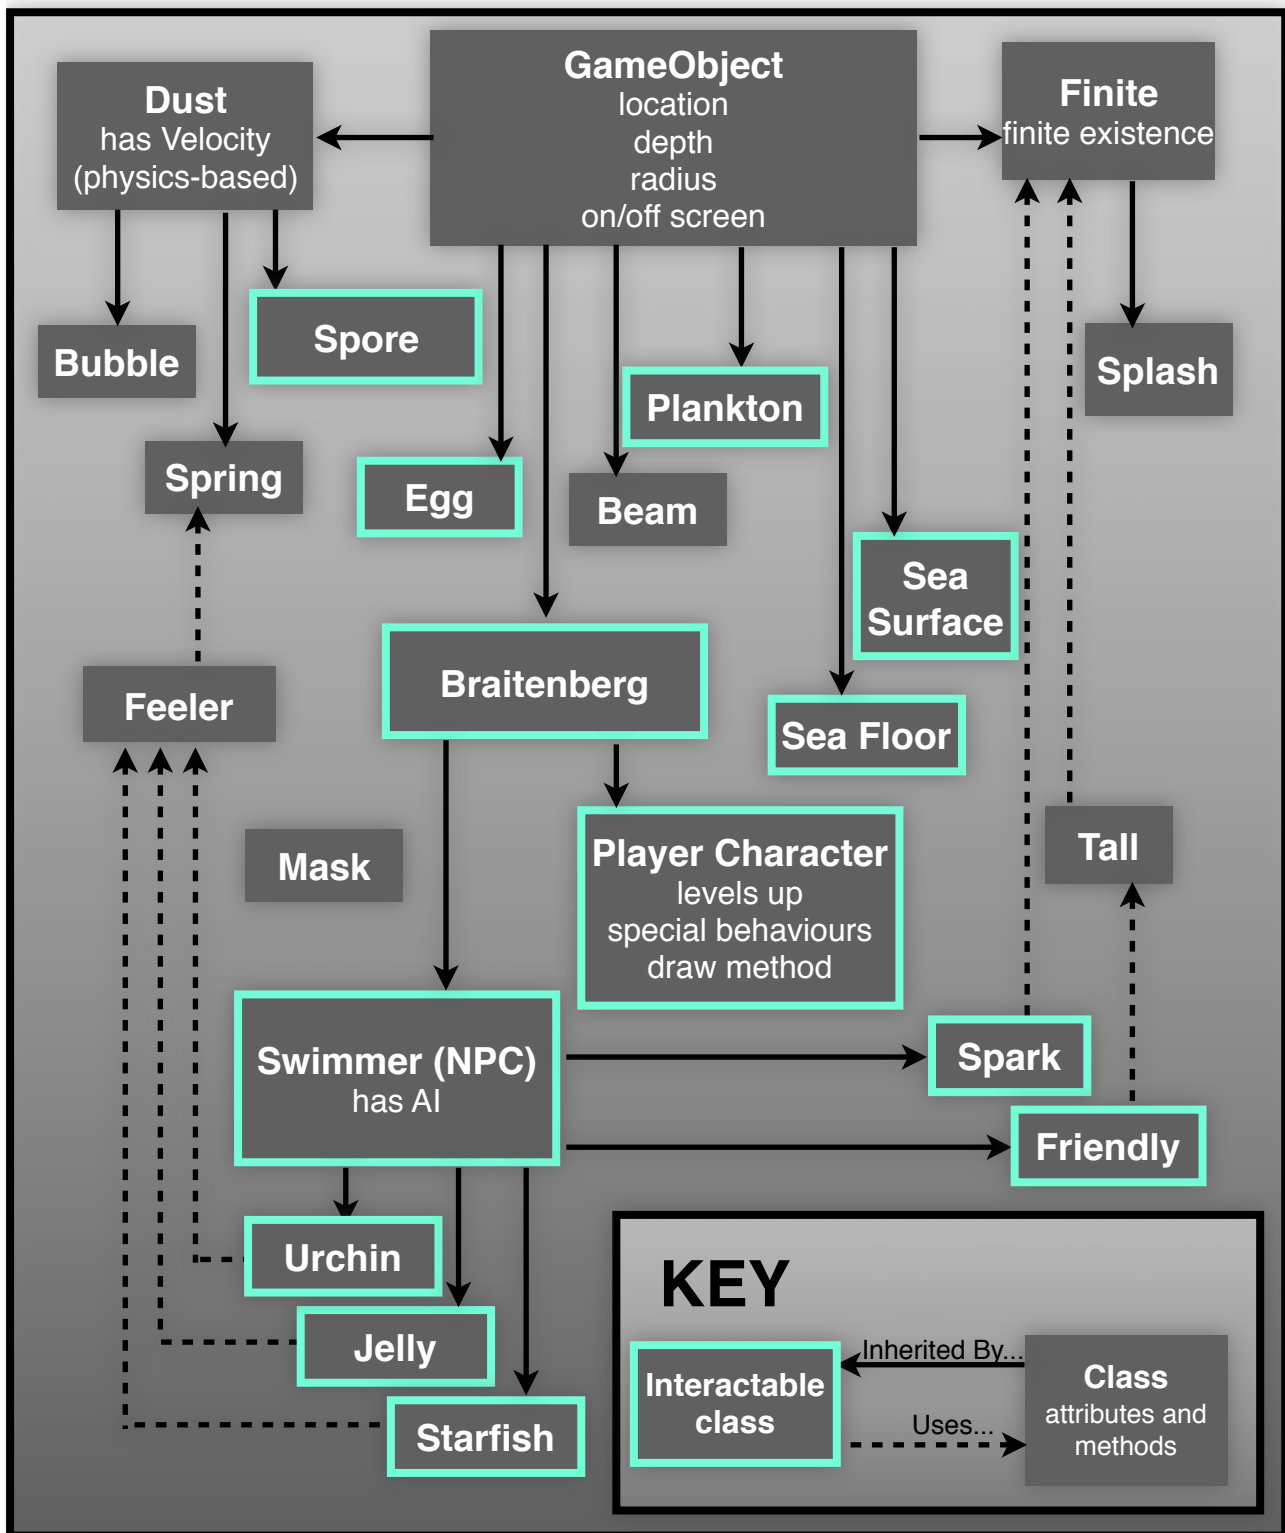 GameObject
location
depth
radius
on/off screen
Dust
has Velocity
(physics-based)
Finite
finite existence
Bubble
Spore
Splash
Plankton
Spring
Egg
Beam
Sea
Surface
Braitenberg
Feeler
Sea Floor
Mask
Player Character
levels up
special behaviours
draw method
Tall
Swimmer (NPC)
has AI
Spark
Friendly
Urchin
Jelly
Starfish
KEY
Interactable
class
Inherited By...
Uses...
Class
attributes and
methods